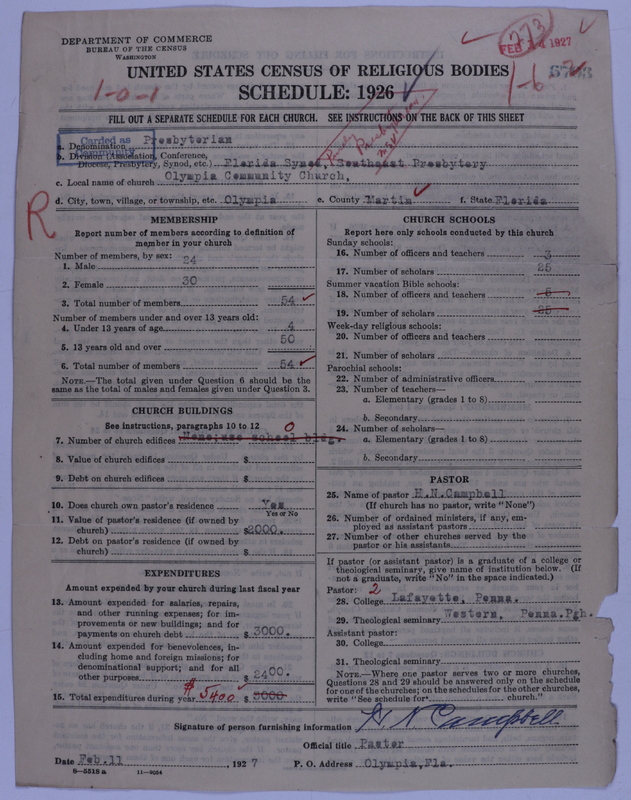 DEPARTMENT OF COMMERCE
BUREAU OF THE CENSUS
WASHINGTON
273
FEB 14 1927
UNITED STATES CENSUS OF RELIGIOUS BODIES
SCHEDULE: 1926
1-0-1
1-6
FILL OUT A SEPARATE SCHEDULE FOR EACH CHURCH. SEE INSTRUCTIONS ON THE BACK OF THIS SHEET
Carded as
Community
a. Denomination Presbyterian
b. Division (Association, Conference, Diocese, Presbytery, Synod, etc.) Florida Synod, Southeast Presbytery
c. Local name of church Olympia Community Church,
d. City, town, village, or township, etc. Olympia e. County Martin f. State Florida
R
MEMBERSHIP
Report number of members according to definition of
member in your church
Number of members, by sex:
1. Male 24
2. Female 30
3. Total number of members 54
Number of members under and over 13 years old:
4. Under 13 years of age 4
5. 13 years old and over 50
6. Total number of members 54
NOTE.—The total given under Question 6 should be the
same as the total of males and females given under Question 3.
CHURCH BUILDINGS
See instructions, paragraphs 10 to 12
7. Number of church edifices None;use school bldg. 0
8. Value of church edifices $
9. Debt on church edifices $
10. Does church own pastor's residence Yes
Yes or No
11. Value of pastor's residence (if owned by
church) $2000.
12. Debt on pastor's residence (if owned by
church) $
EXPENDITURES
Amount expended by your church during last fiscal year
13. Amount expended for salaries, repairs,
and other running expenses; for im-
provements or new buildings; and for
payments on church debt $ 3000.
14. Amount expended for benevolences, in-
cluding home and foreign missions; for
denominational support; and for all
other purposes $ 2400.
15. Total expenditures during year $5400 $ 3000
CHURCH SCHOOLS
Report here only schools conducted by this church
Sunday schools:
16. Number of officers and teachers 3
17. Number of scholars 25
Summer vacation Bible schools:
18. Number of officers and teachers
19. Number of scholars 25
Week-day religious schools:
20. Number of officers and teachers
21. Number of scholars
Parochial schools:
22. Number of administrative officers
23. Number of teachers—
a. Elementary (grades 1 to 8)
b. Secondary
24. Number of scholars—
a. Elementary (grades 1 to 8)
b. Secondary
PASTOR
25. Name of pastor H.N.Campbell
(If church has no pastor, write "None")
26. Number of ordained ministers, if any, em-
ployed as assistant pastors
27. Number of other churches served by the
pastor or his assistants
If pastor (or assistant pastor) is a graduate of a college or
theological seminary, give name of institution below. (If
not a graduate, write "No" in the space indicated.)
Pastor: 2
28. College Lafayette, Penna.
29. Theological seminary Western, Penna.Pgh.
Assistant pastor:
30. College
31. Theological seminary
NOTE.—Where one pastor serves two or more churches,
Questions 28 and 29 should be answered only on the schedule
for one of the churches; on the schedules for the other churches,
write "See schedule for church."
Signature of person furnishing information H N Campbell
Official title Pastor
Date Feb.11, 1927 P. O. Address Olympia,Fla.
8—5518 a 11—9054